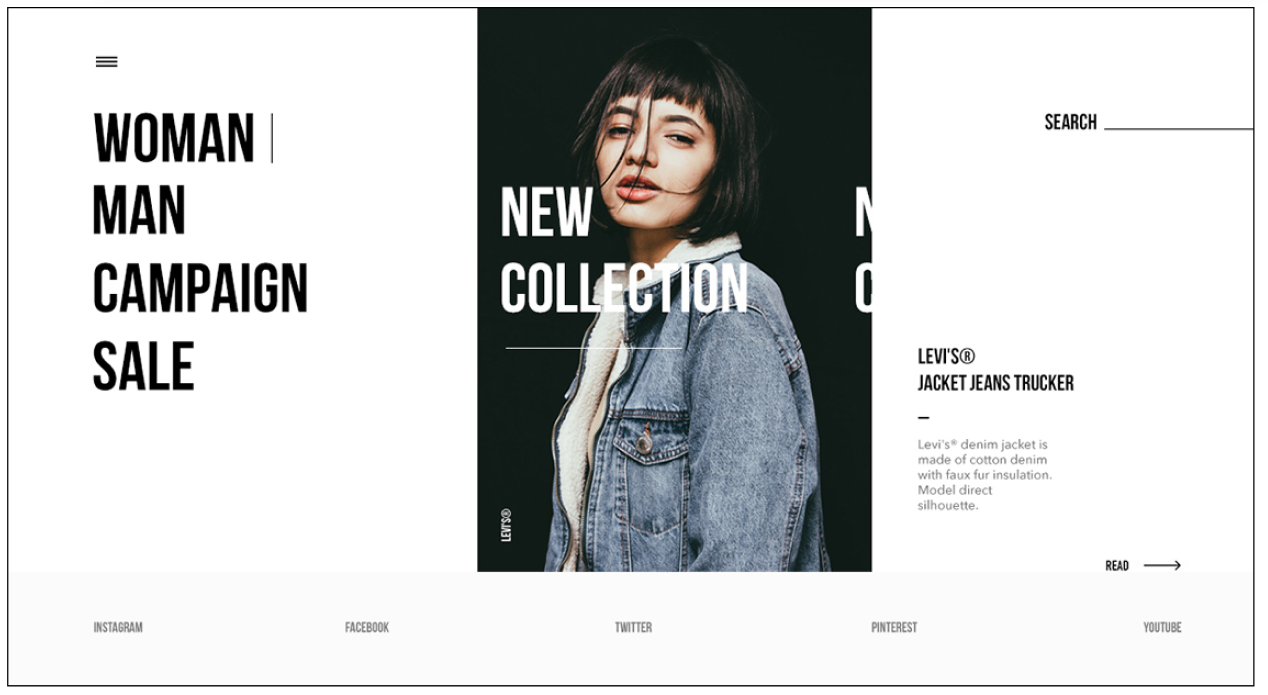 WOMAN
MAN
CAMPAIGN
SALE
NEW
COLLECTION
N
C
LEVI'S®
SEARCH
LEVI'S®
JACKET JEANS TRUCKER
Levi's® denim jacket is
made of cotton denim
with faux fur insulation.
Model direct
silhouette.
READ
INSTAGRAM
FACEBOOK
TWITTER
PINTEREST
YOUTUBE